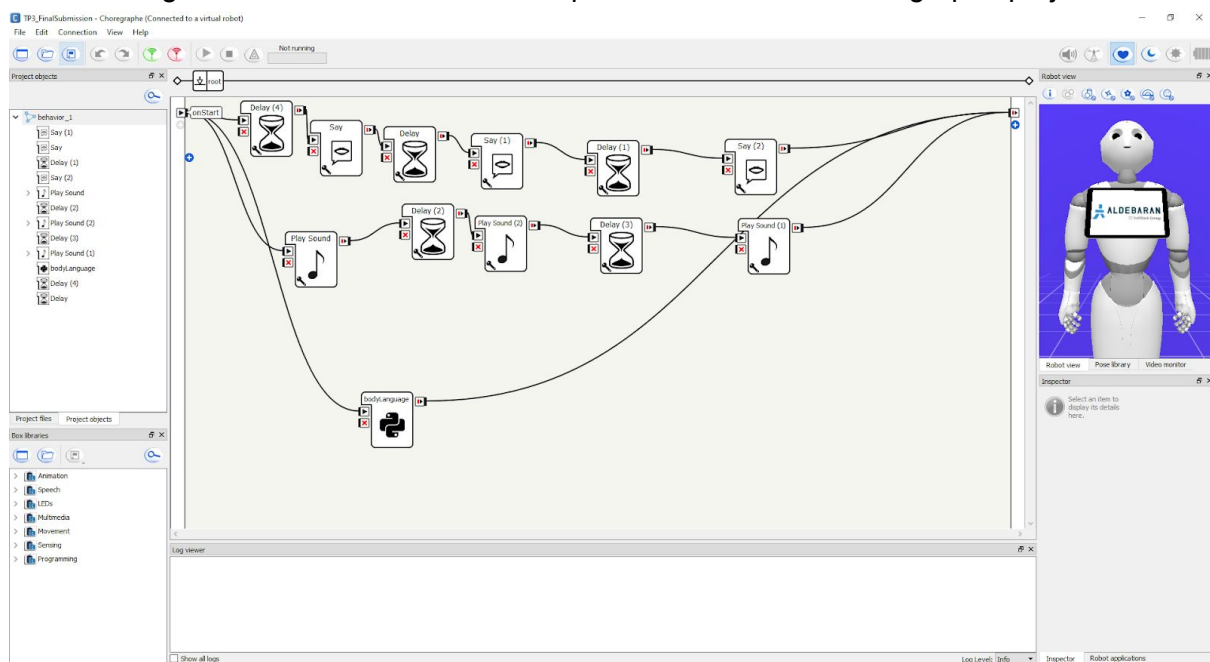 TP3_FinalSubmission - Choregraphe (Connected to a virtual robot)
File Edit Connection View Help
Not running
Project objects
behavior_1
Say (1)
Say
Delay (1)
Say (2)
Play Sound
Delay (2)
Play Sound (2)
Delay (3)
Play Sound (1)
bodyLanguage
Delay (4)
Delay
Project files Project objects
Box libraries
Animation
Speech
LEDs
Multimedia
Movement
Sensing
Programming
root
onStart
Delay (4)
Say
Delay
Say (1)
Delay (1)
Say (2)
Play Sound
Delay (2)
Play Sound (2)
Delay (3)
Play Sound (1)
bodyLanguage
Log viewer
Show all logs
Log Level: Info
Robot view
ALDEBARAN
Robot view Pose library Video monitor
Inspector
Select an item to
display its details
here.
Inspector Robot applications